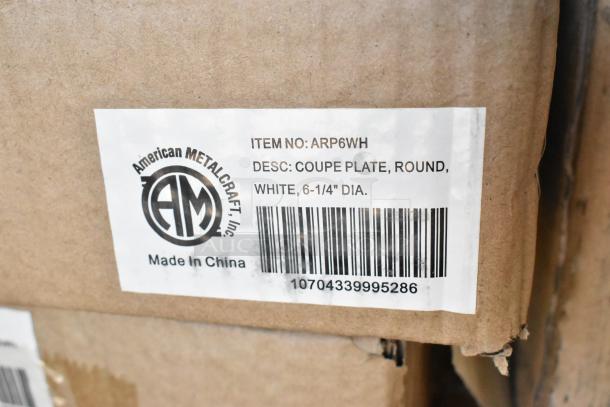 American METALCRAFT, Inc.
AM
Made In China
ITEM NO: ARP6WH
DESC: COUPE PLATE, ROUND,
WHITE, 6-1/4" DIA.
10704339995286